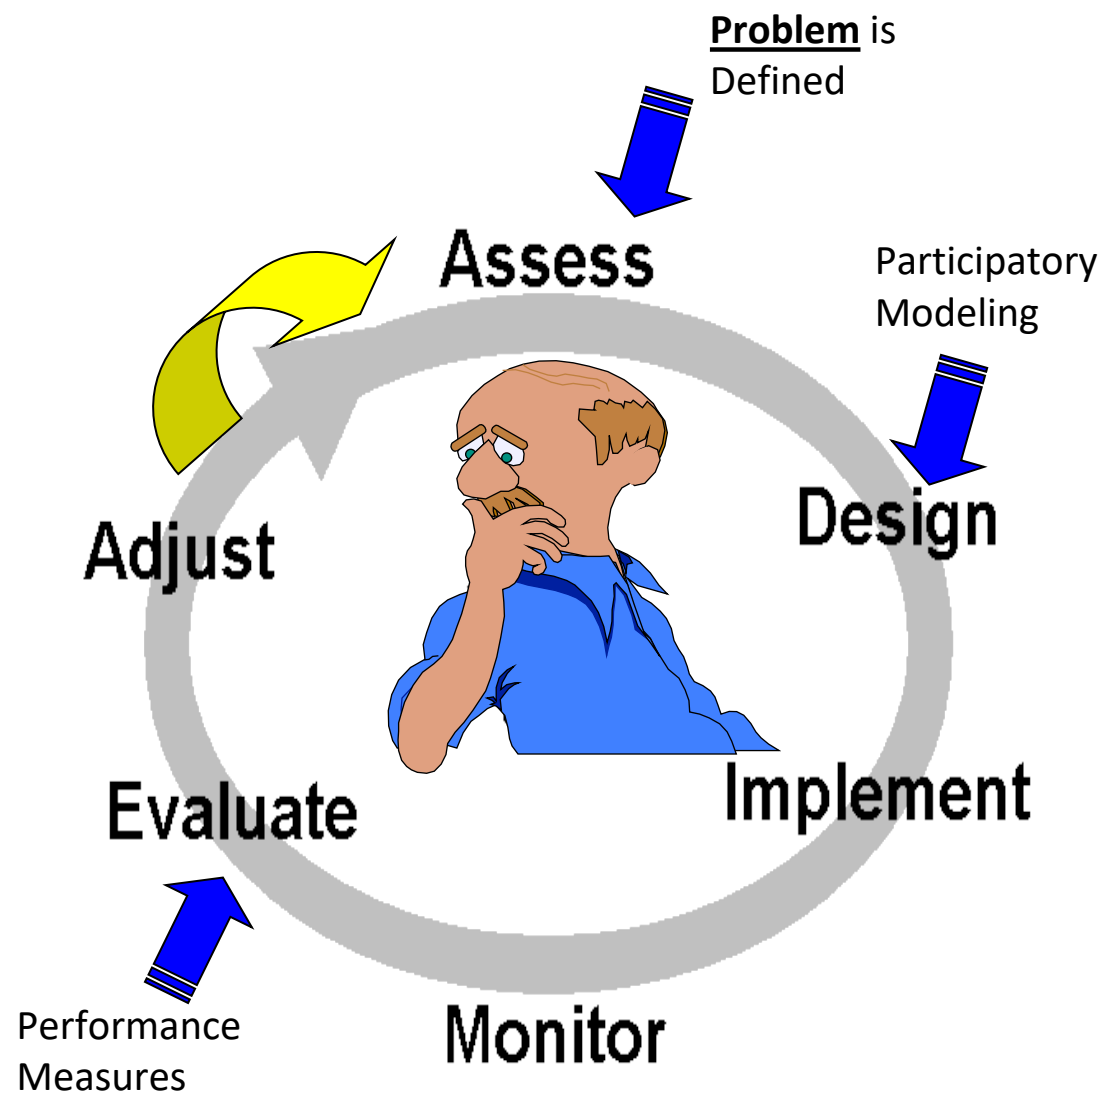 Problem is
Defined
Assess
Participatory
Modeling
Design
Adjust
Implement
Evaluate
Monitor
Performance
Measures